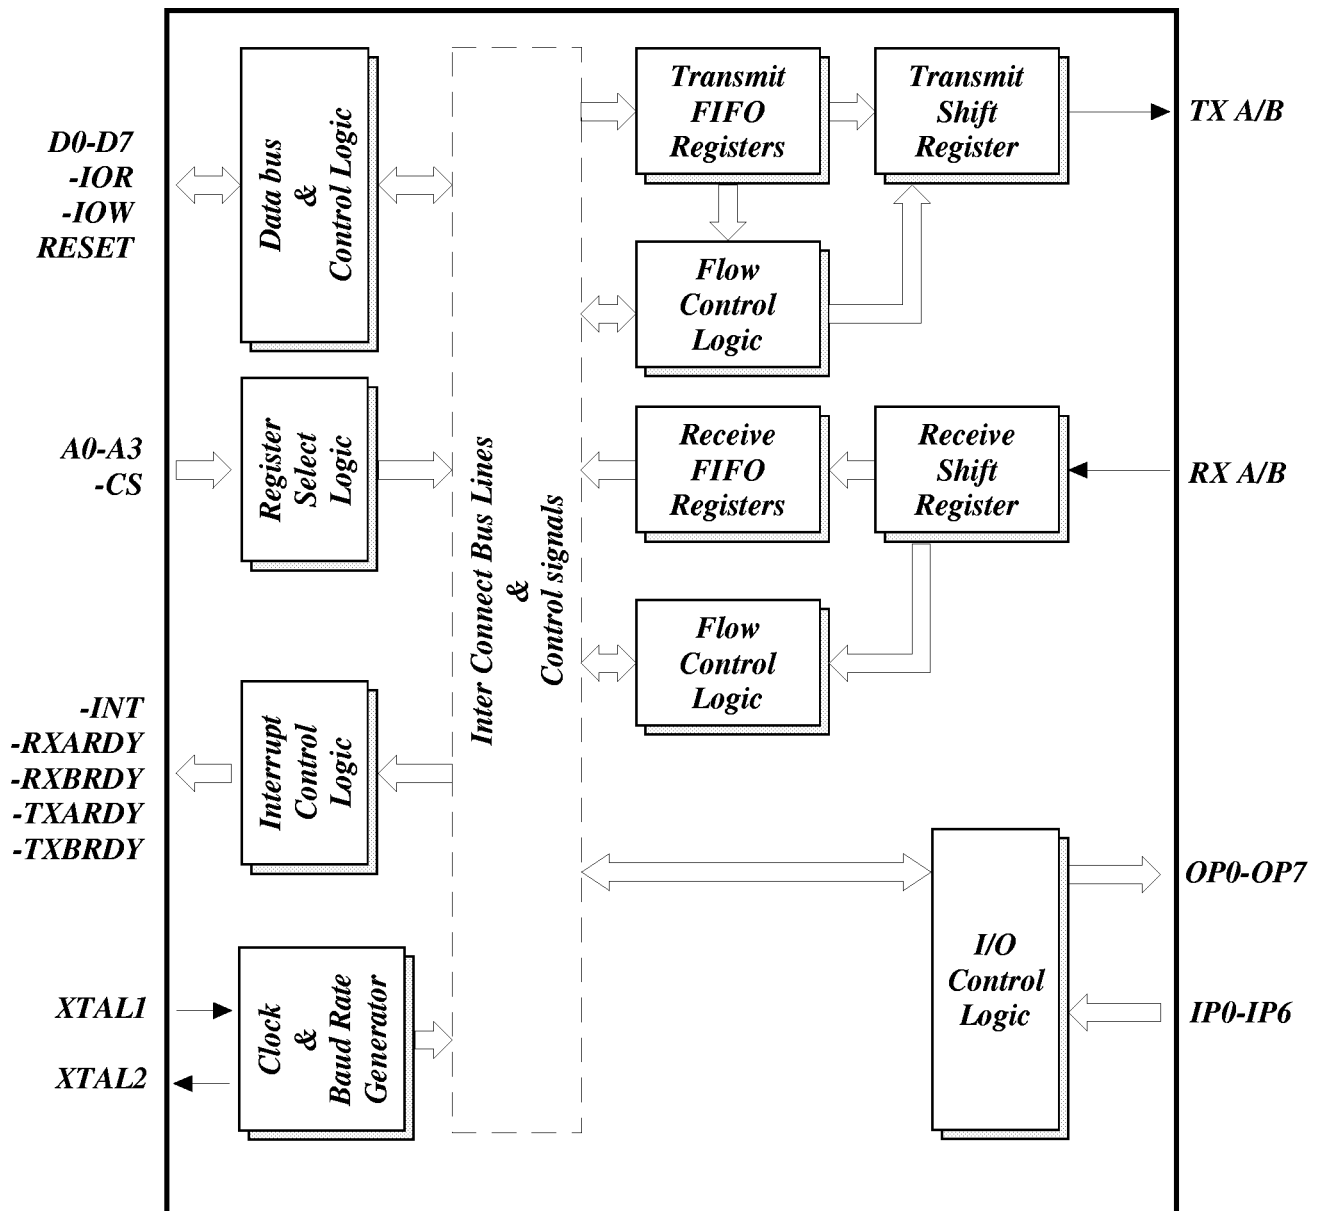 D0-D7
-IOR
-IOW
RESET
A0-A3
-CS
-INT
-RXARDY
-RXBRDY
-TXARDY
-TXBRDY
XTAL1
XTAL2
Data bus
&
Control Logic
Register
Select
Logic
Interrupt
Control
Logic
Clock
&
Baud Rate
Generator
Inter Connect Bus Lines
&
Control signals
Transmit
FIFO
Registers
Transmit
Shift
Register
Flow
Control
Logic
Receive
FIFO
Registers
Receive
Shift
Register
Flow
Control
Logic
I/O
Control
Logic
TX A/B
RX A/B
OP0-OP7
IP0-IP6